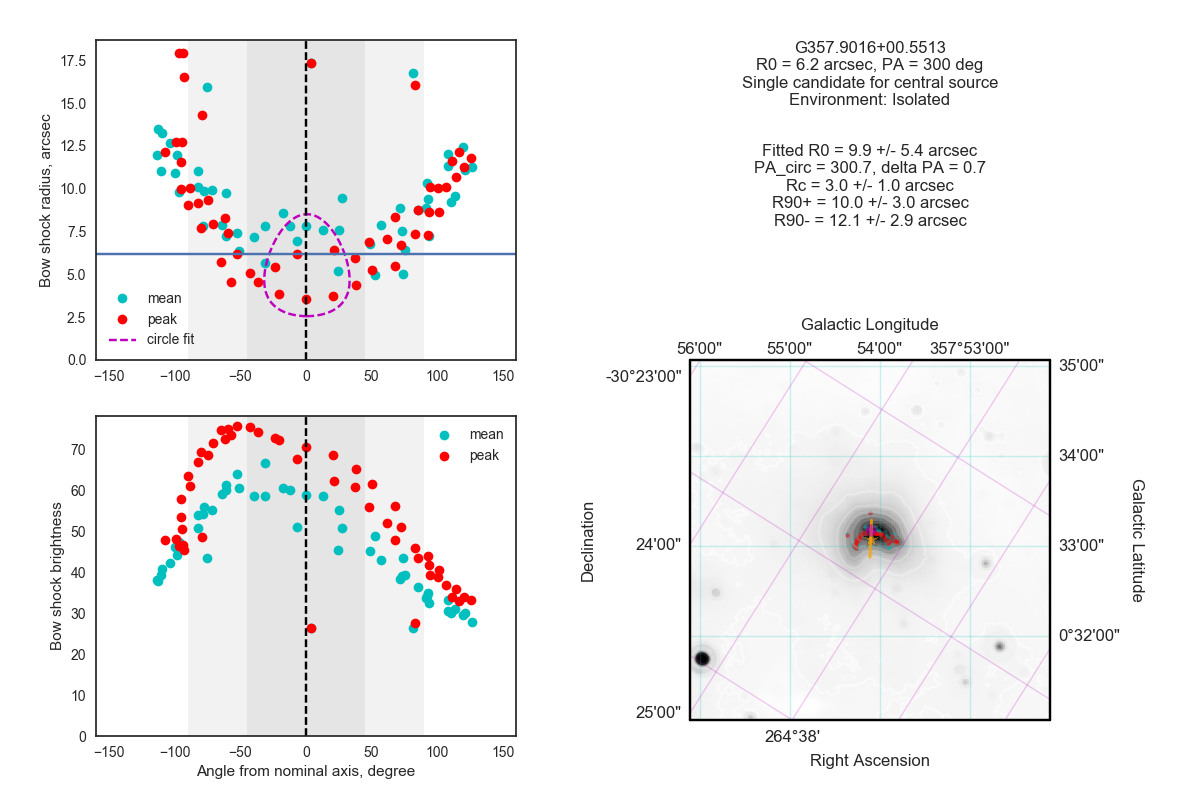 G357.9016+00.5513
R0 = 6.2 arcsec, PA = 300 deg
Single candidate for central source
Environment: Isolated
Fitted R0 = 9.9 +/- 5.4 arcsec
PA_circ = 300.7, delta PA = 0.7
Rc = 3.0 +/- 1.0 arcsec
R90+ = 10.0 +/- 3.0 arcsec
R90- = 12.1 +/- 2.9 arcsec
Bow shock radius, arcsec
17.5
15.0
12.5
10.0
7.5
5.0
2.5
0.0
mean
peak
circle fit
−150 −100 −50 0 50 100 150
Bow shock brightness
70
60
50
40
30
20
10
0
mean
peak
−150 −100 −50 0 50 100 150
Angle from nominal axis, degree
Galactic Longitude
56'00" 55'00" 54'00" 357°53'00"
-30°23'00"
24'00"
25'00"
Declination
35'00"
34'00"
33'00"
0°32'00"
Galactic Latitude
264°38'
Right Ascension